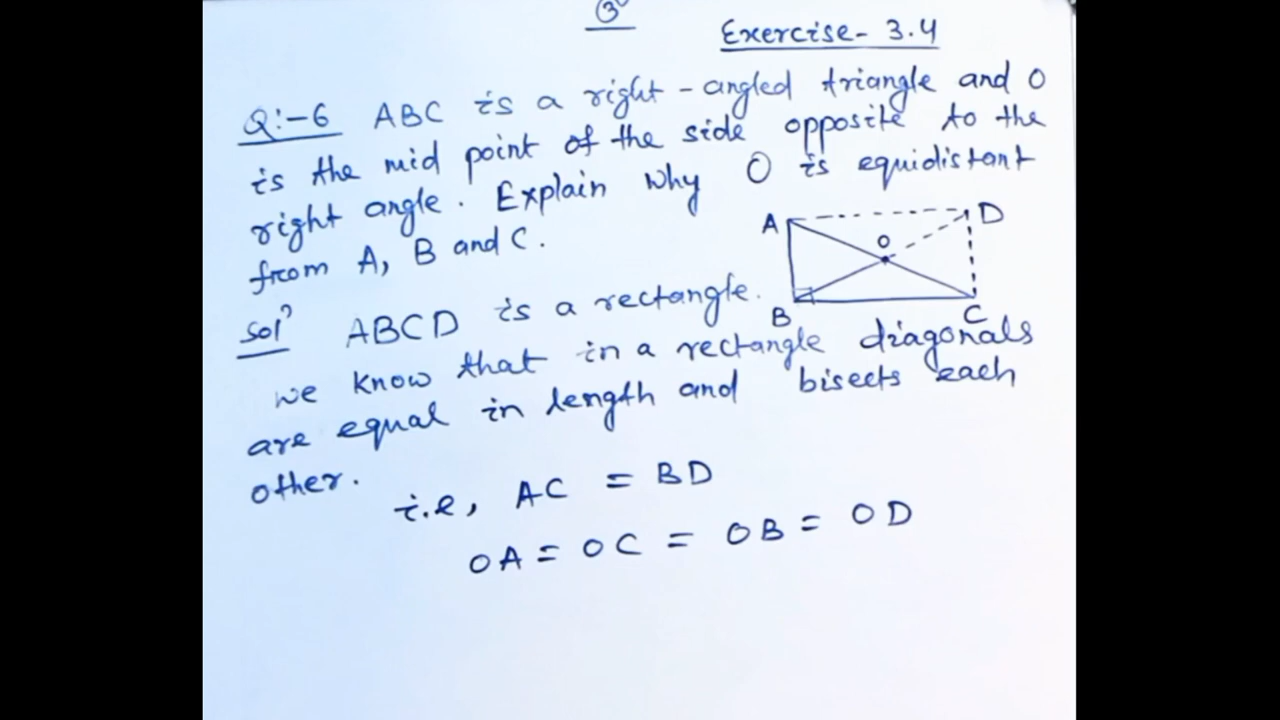 3
Exercise- 3.4
Q:-6 ABC is a right-angled triangle and O
is the mid point of the side opposite to the
right angle. Explain why O is equidistant
from A, B and C.
A D
O
B C
Solⁿ ABCD is a rectangle.
we know that in a rectangle diagonals
are equal in length and bisects each
other.
i.e, AC = BD
OA = OC = OB = OD